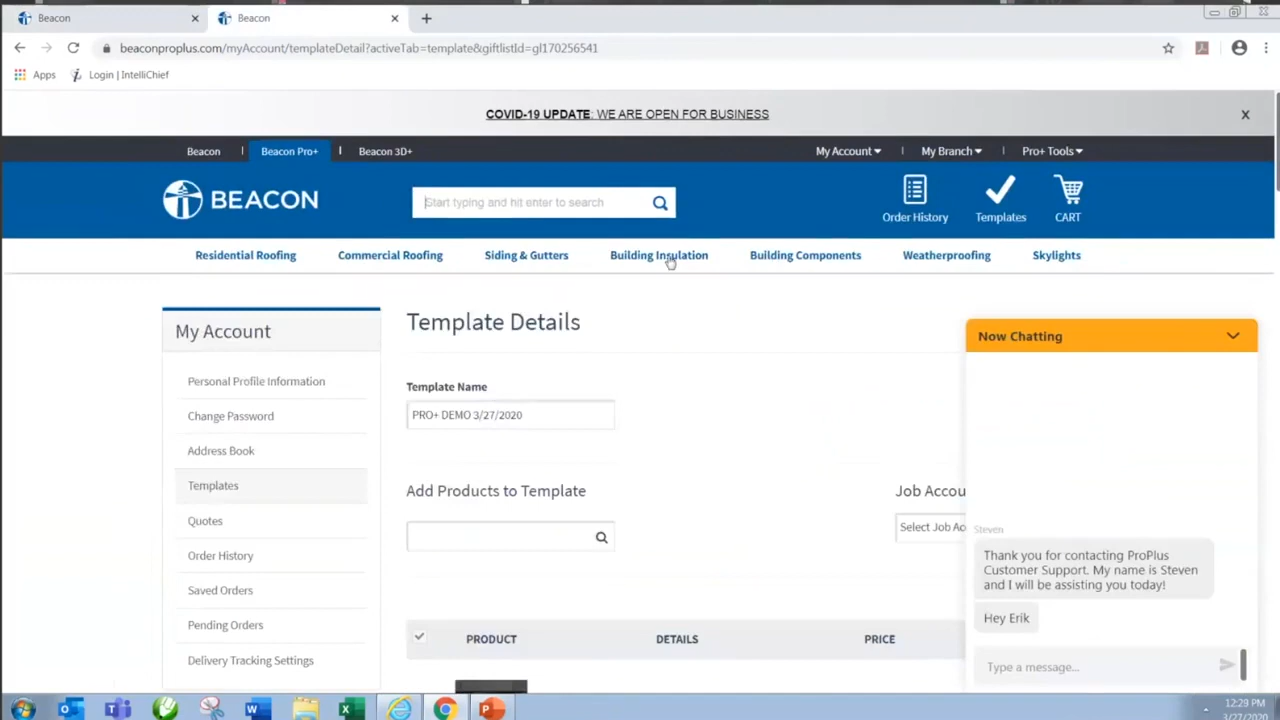 Beacon
Beacon
beaconproplus.com/myAccount/templateDetail?activeTab=template&giftlistId=gl170256541
Apps
Login | IntelliChief
COVID-19 UPDATE: WE ARE OPEN FOR BUSINESS
X
Beacon | Beacon Pro+ | Beacon 3D+
My Account | My Branch | Pro+ Tools
BEACON
Start typing and hit enter to search
Order History
Templates
CART
Residential Roofing
Commercial Roofing
Siding & Gutters
Building Insulation
Building Components
Weatherproofing
Skylights
My Account
Personal Profile Information
Change Password
Address Book
Templates
Quotes
Order History
Saved Orders
Pending Orders
Delivery Tracking Settings
Template Details
Template Name
PRO+ DEMO 3/27/2020
Add Products to Template
Job Accou
Select Job Ac
PRODUCT
DETAILS
PRICE
Now Chatting
Steven
Thank you for contacting ProPlus
Customer Support. My name is Steven
and I will be assisting you today!
Hey Erik
Type a message...
12:29 PM
3/27/2020